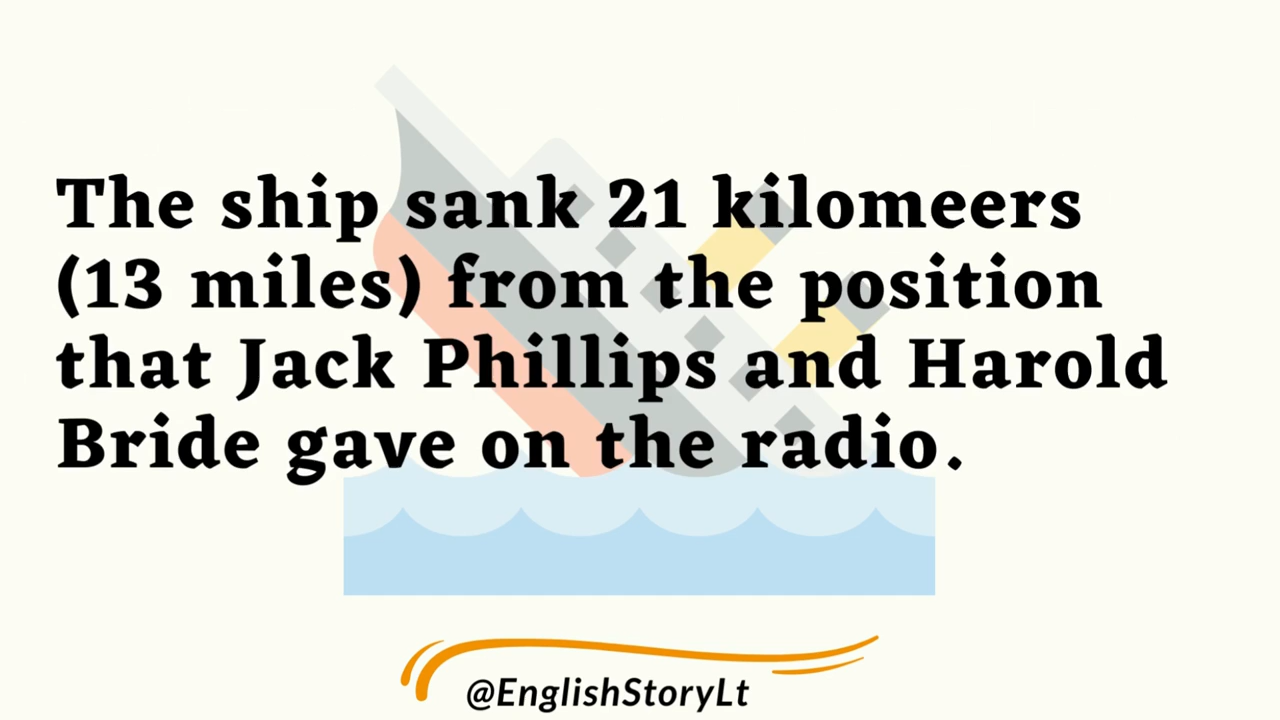 The ship sank 21 kilomeers
(13 miles) from the position
that Jack Phillips and Harold
Bride gave on the radio.
@EnglishStoryLt